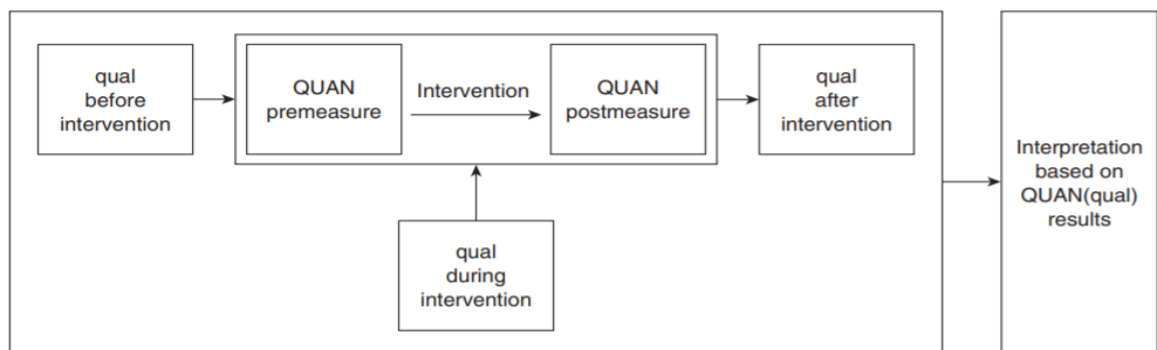 qual
before
intervention
QUAN
premeasure
Intervention
QUAN
postmeasure
qual
after
intervention
qual
during
intervention
Interpretation
based on
QUAN(qual)
results